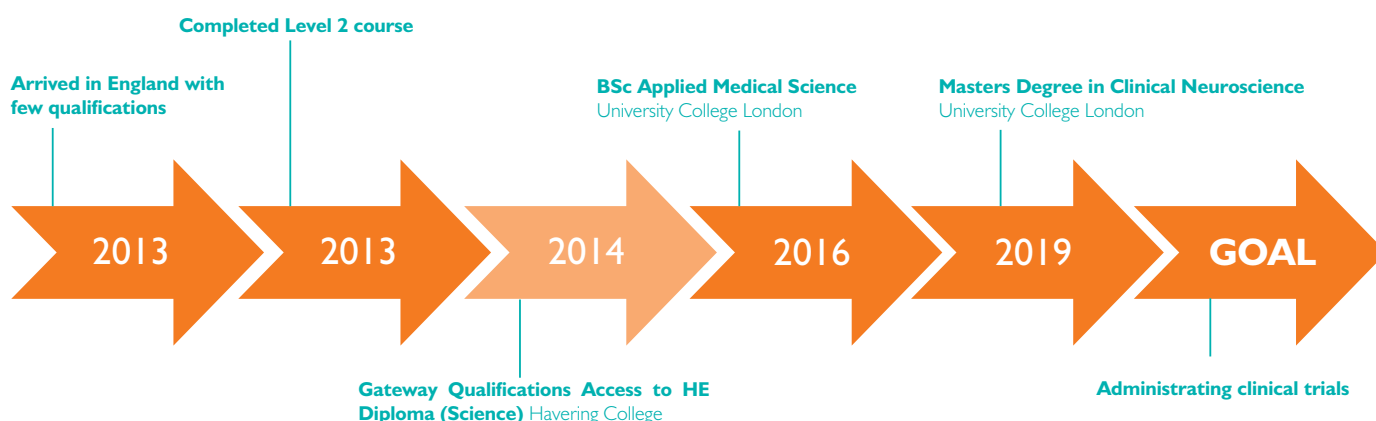 Completed Level 2 course
Arrived in England with
few qualifications
BSc Applied Medical Science
University College London
Masters Degree in Clinical Neuroscience
University College London
2013
2013
2014
2016
2019
GOAL
Gateway Qualifications Access to HE
Diploma (Science) Havering College
Administrating clinical trials